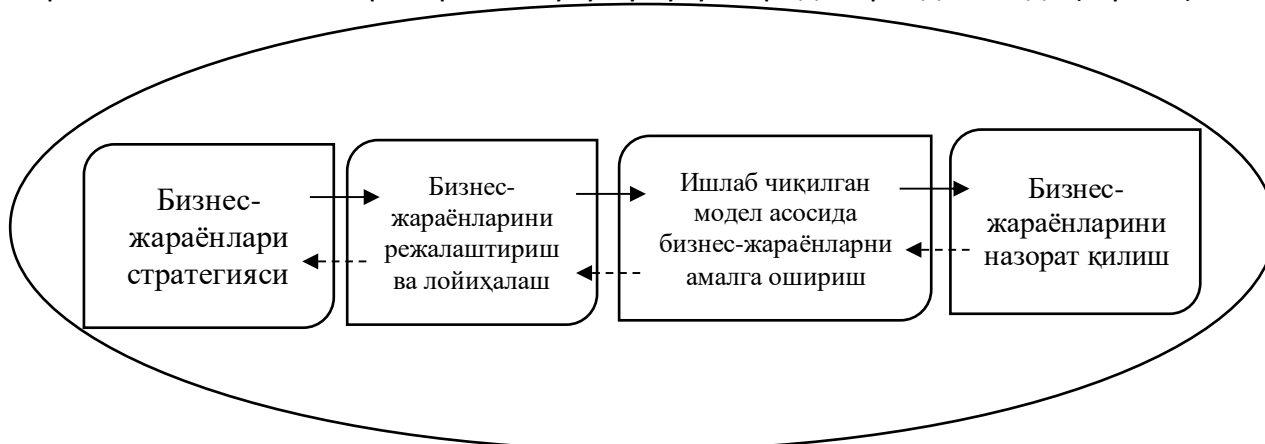 Бизнес-
жараёнлари
стратегияси
Бизнес-
жараёнларини
режалаштириш
ва лойиҳалаш
Ишлаб чиқилган
модел асосида
бизнес-жараёнларни
амалга ошириш
Бизнес-
жараёнларини
назорат қилиш